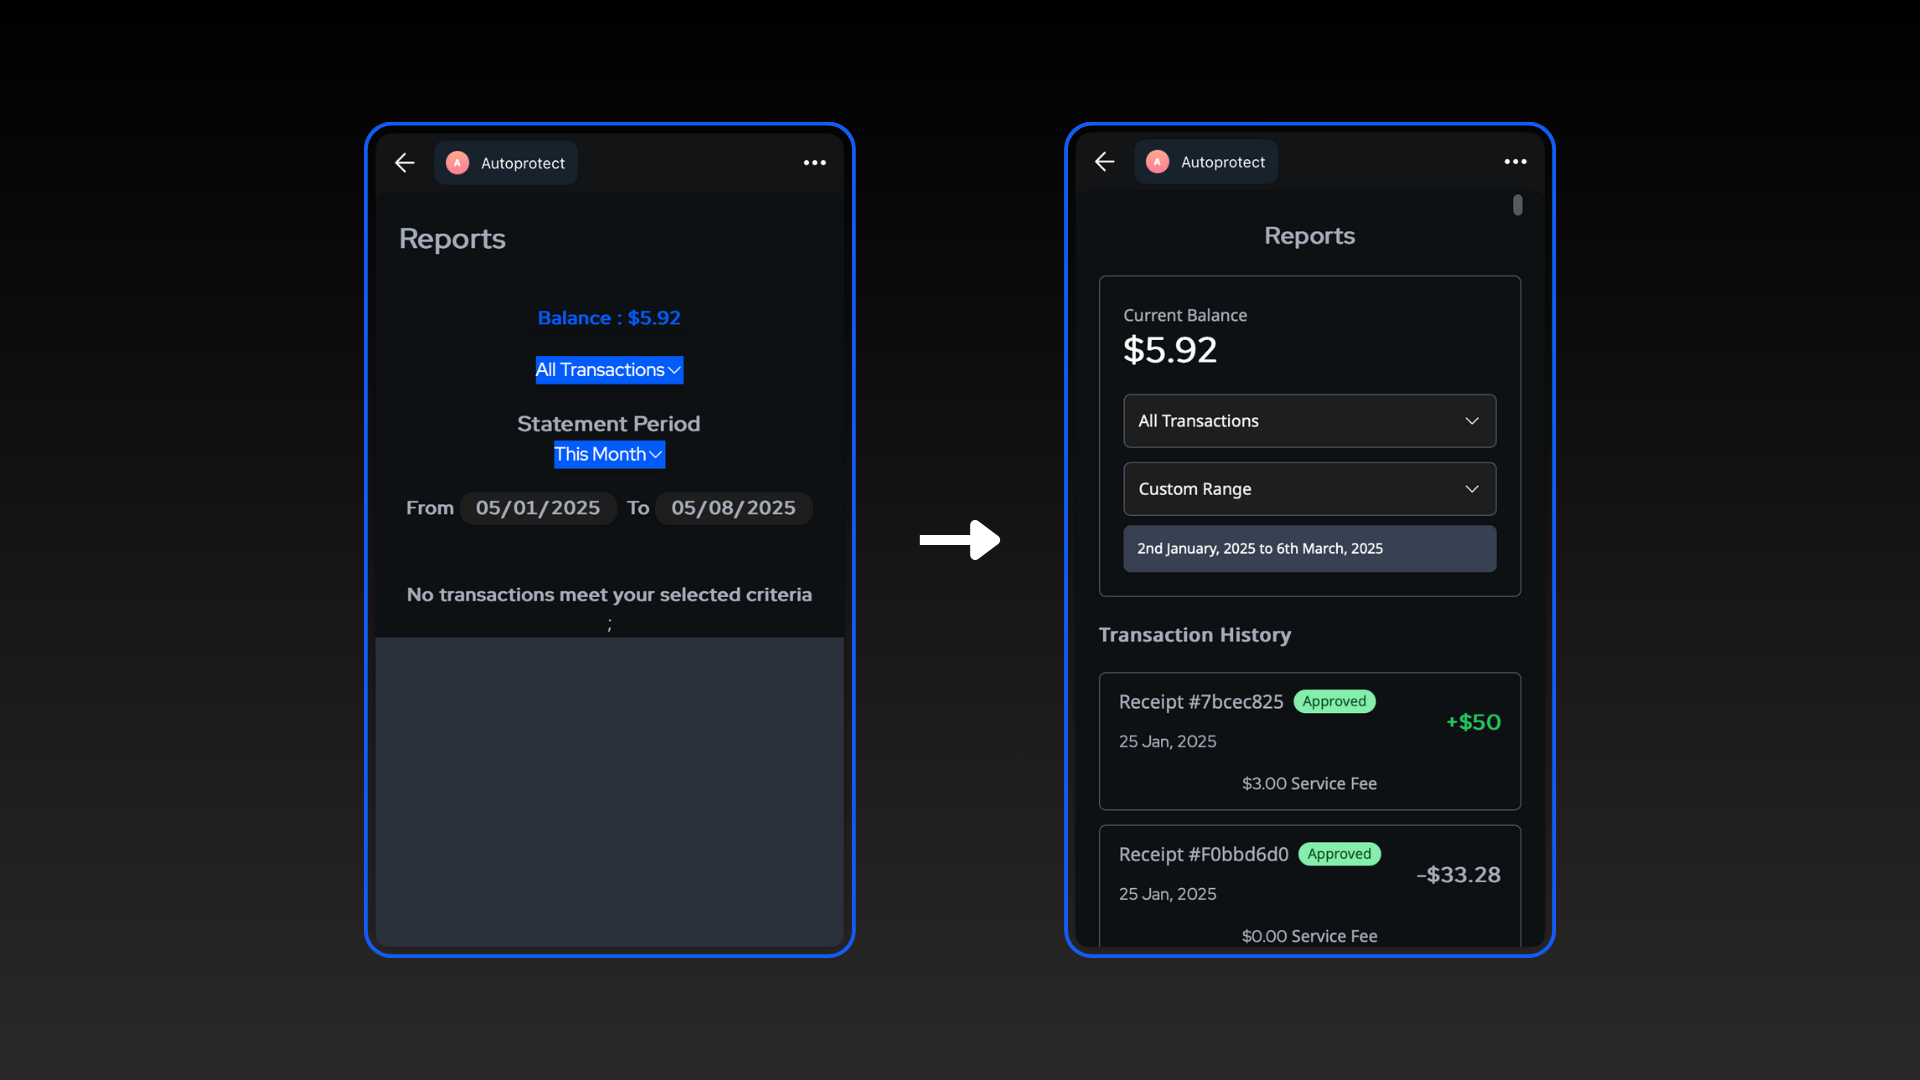 A Autoprotect
Reports
Balance : $5.92
All Transactions
Statement Period
This Month
From 05/01/2025 To 05/08/2025
No transactions meet your selected criteria
;
A Autoprotect
Reports
Current Balance
$5.92
All Transactions
Custom Range
2nd January, 2025 to 6th March, 2025
Transaction History
Receipt #7bcec825 Approved
+$50
25 Jan, 2025
$3.00 Service Fee
Receipt #F0bbd6d0 Approved
-$33.28
25 Jan, 2025
$0.00 Service Fee